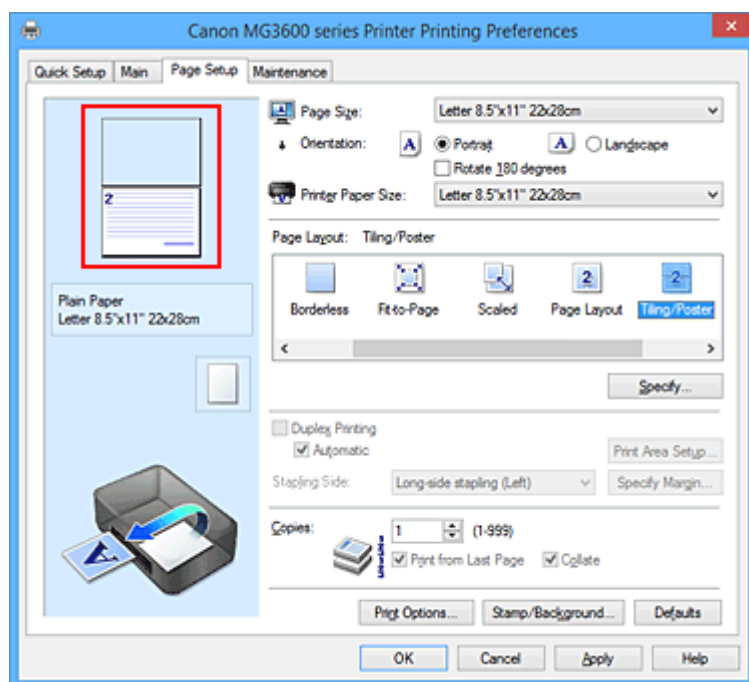 Canon MG3600 series Printer Printing Preferences
Quick Setup Main Page Setup Maintenance
Page Size: Letter 8.5"x11" 22x28cm
Orientation: A Portrait A Landscape
Rotate 180 degrees
Printer Paper Size: Letter 8.5"x11" 22x28cm
2
Page Layout: Tiling/Poster
2 2
Borderless Fit-to-Page Scaled Page Layout Tiling/Poster
Plain Paper
Letter 8.5"x11" 22x28cm
Specify...
Duplex Printing
Automatic Print Area Setup...
Stapling Side: Long-side stapling (Left) Specify Margin...
Copies: 1 (1-999)
Print from Last Page Collate
A
Print Options... Stamp/Background... Defaults
OK Cancel Apply Help